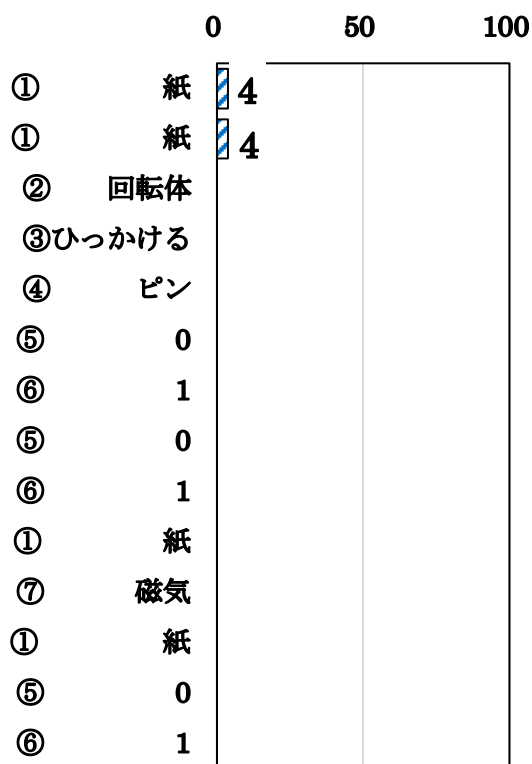 0 50 100
① 紙 4
① 紙 4
② 回転体
③ひっかける
④ ピン
⑤ 0
⑥ 1
⑤ 0
⑥ 1
① 紙
⑦ 磁気
① 紙
⑤ 0
⑥ 1